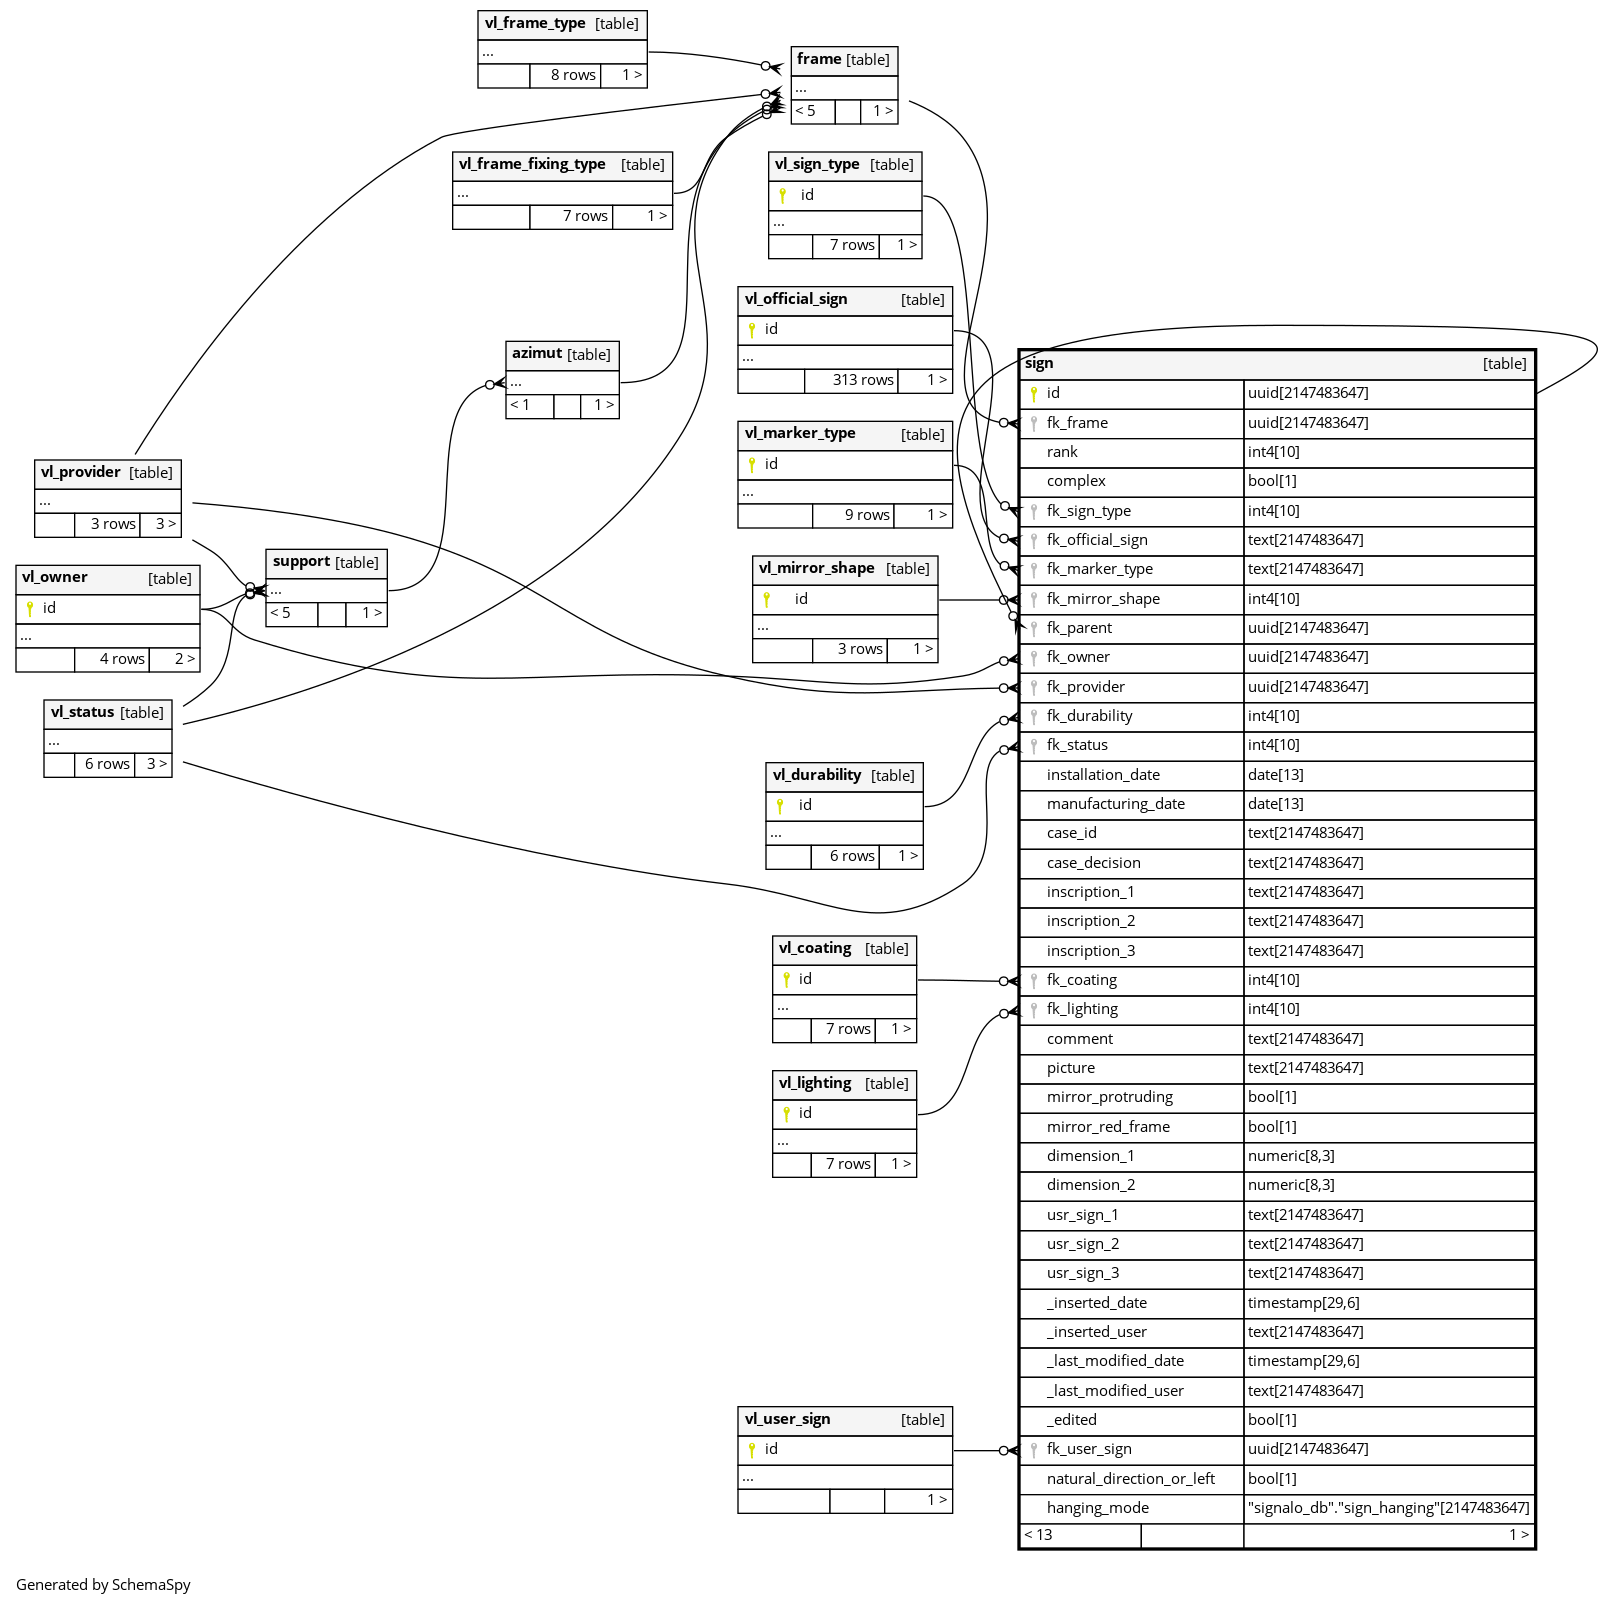 vl_frame_type [table]
...
8 rows 1 >
frame [table]
...
< 5 1 >
vl_frame_fixing_type [table]
...
7 rows 1 >
vl_sign_type [table]
id
...
7 rows 1 >
vl_official_sign [table]
id
...
313 rows 1 >
azimut [table]
...
< 1 1 >
vl_marker_type [table]
id
...
9 rows 1 >
vl_provider [table]
...
3 rows 3 >
support [table]
...
< 5 1 >
vl_owner [table]
id
...
4 rows 2 >
vl_mirror_shape [table]
id
...
3 rows 1 >
vl_status [table]
...
6 rows 3 >
vl_durability [table]
id
...
6 rows 1 >
vl_coating [table]
id
...
7 rows 1 >
vl_lighting [table]
id
...
7 rows 1 >
vl_user_sign [table]
id
...
1 >
sign [table]
id uuid[2147483647]
fk_frame uuid[2147483647]
rank int4[10]
complex bool[1]
fk_sign_type int4[10]
fk_official_sign text[2147483647]
fk_marker_type text[2147483647]
fk_mirror_shape int4[10]
fk_parent uuid[2147483647]
fk_owner uuid[2147483647]
fk_provider uuid[2147483647]
fk_durability int4[10]
fk_status int4[10]
installation_date date[13]
manufacturing_date date[13]
case_id text[2147483647]
case_decision text[2147483647]
inscription_1 text[2147483647]
inscription_2 text[2147483647]
inscription_3 text[2147483647]
fk_coating int4[10]
fk_lighting int4[10]
comment text[2147483647]
picture text[2147483647]
mirror_protruding bool[1]
mirror_red_frame bool[1]
dimension_1 numeric[8,3]
dimension_2 numeric[8,3]
usr_sign_1 text[2147483647]
usr_sign_2 text[2147483647]
usr_sign_3 text[2147483647]
_inserted_date timestamp[29,6]
_inserted_user text[2147483647]
_last_modified_date timestamp[29,6]
_last_modified_user text[2147483647]
_edited bool[1]
fk_user_sign uuid[2147483647]
natural_direction_or_left bool[1]
hanging_mode "signalo_db"."sign_hanging"[2147483647]
< 13 1 >
Generated by SchemaSpy